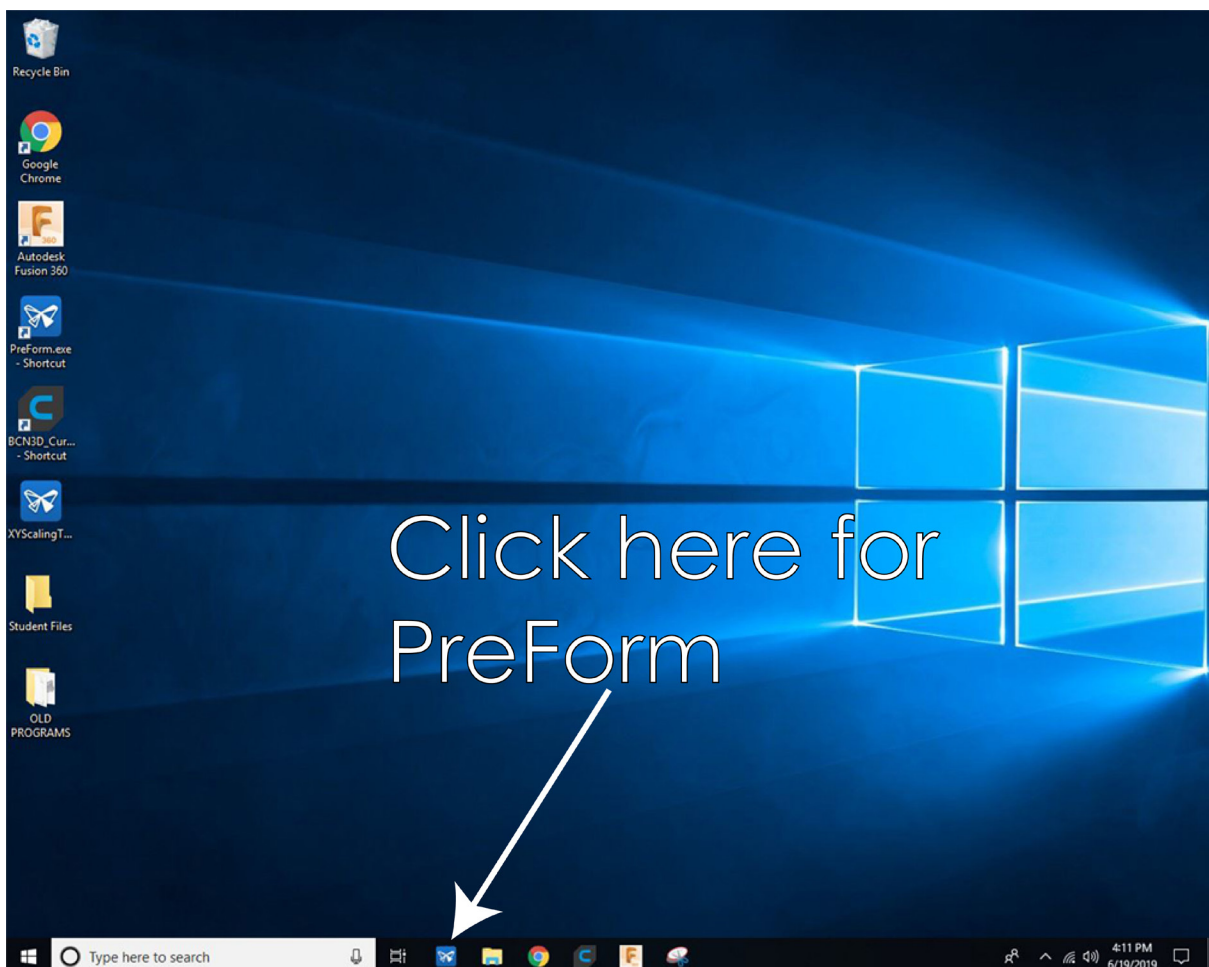 Recycle Bin
Google
Chrome
360
Autodesk
Fusion 360
PreForm.exe
- Shortcut
BCN3D_Cur...
- Shortcut
XYScalingT...
Student Files
OLD
PROGRAMS
Click here for
PreForm
Type here to search
4:11 PM
6/19/2019